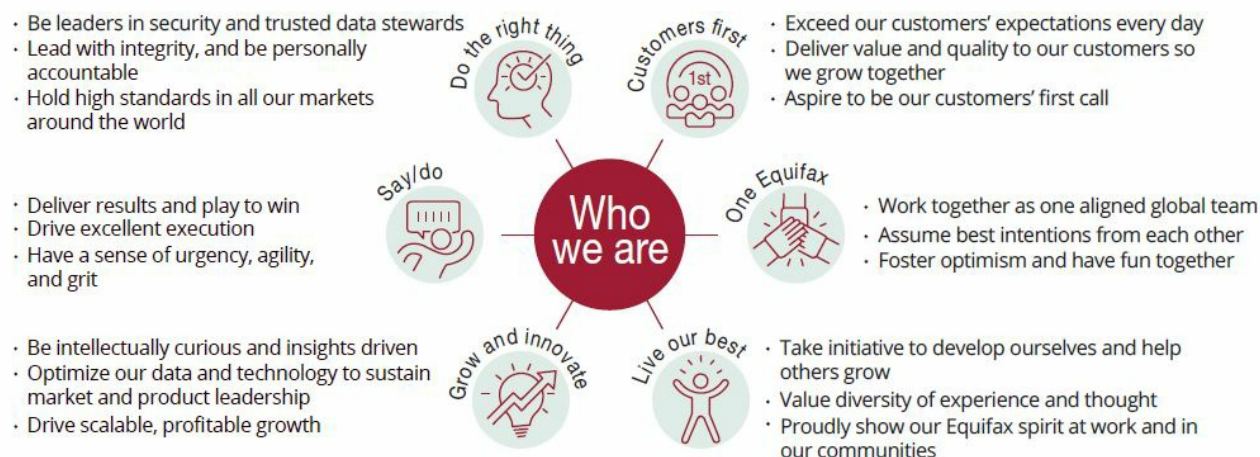 Do the right thing
· Be leaders in security and trusted data stewards
· Lead with integrity, and be personally
accountable
· Hold high standards in all our markets
around the world
Customers first
1st
· Exceed our customers' expectations every day
· Deliver value and quality to our customers so
we grow together
· Aspire to be our customers' first call
Say/do
· Deliver results and play to win
· Drive excellent execution
· Have a sense of urgency, agility,
and grit
Who
we are
One Equifax
· Work together as one aligned global team
· Assume best intentions from each other
· Foster optimism and have fun together
Grow and innovate
· Be intellectually curious and insights driven
· Optimize our data and technology to sustain
market and product leadership
· Drive scalable, profitable growth
Live our best
· Take initiative to develop ourselves and help
others grow
· Value diversity of experience and thought
· Proudly show our Equifax spirit at work and in
our communities